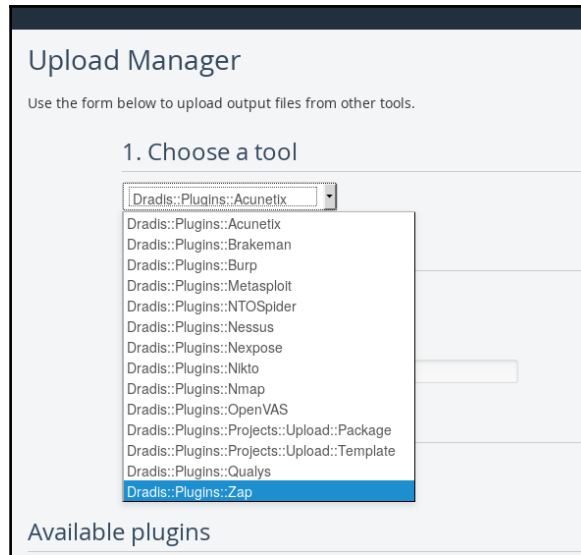 Upload Manager
Use the form below to upload output files from other tools.
1. Choose a tool
Dradis::Plugins::Acunetix
Dradis::Plugins::Acunetix
Dradis::Plugins::Brakeman
Dradis::Plugins::Burp
Dradis::Plugins::Metasploit
Dradis::Plugins::NTOSpider
Dradis::Plugins::Nessus
Dradis::Plugins::Nexpose
Dradis::Plugins::Nikto
Dradis::Plugins::Nmap
Dradis::Plugins::OpenVAS
Dradis::Plugins::Projects::Upload::Package
Dradis::Plugins::Projects::Upload::Template
Dradis::Plugins::Qualys
Dradis::Plugins::Zap
Available plugins